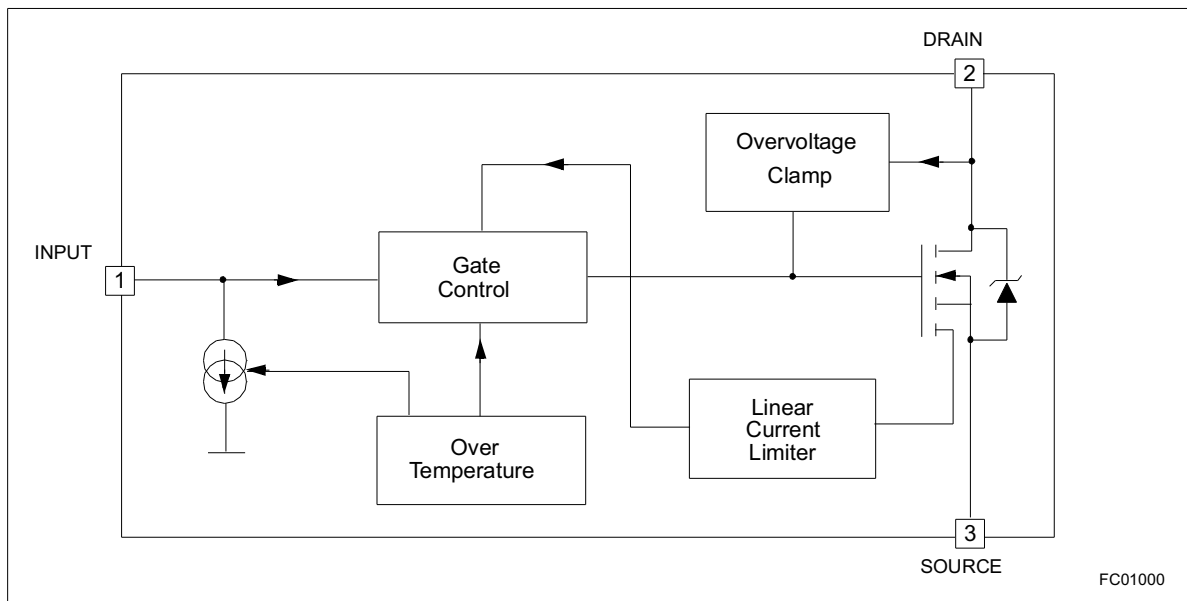 DRAIN
2
Overvoltage
Clamp
INPUT
1
Gate
Control
Linear
Current
Limiter
Over
Temperature
3
SOURCE
FC01000